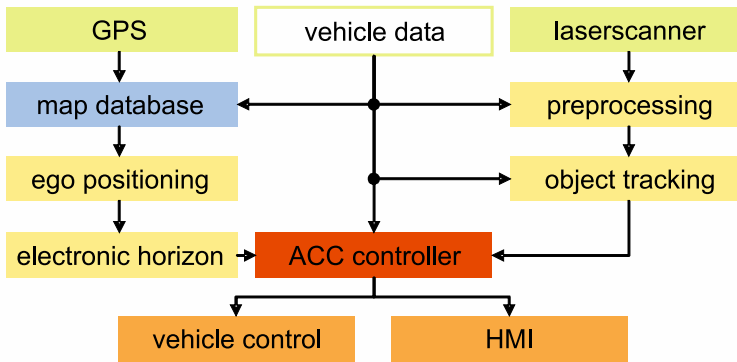 GPS
vehicle data
laserscanner
map database
preprocessing
ego positioning
object tracking
electronic horizon
ACC controller
vehicle control
HMI